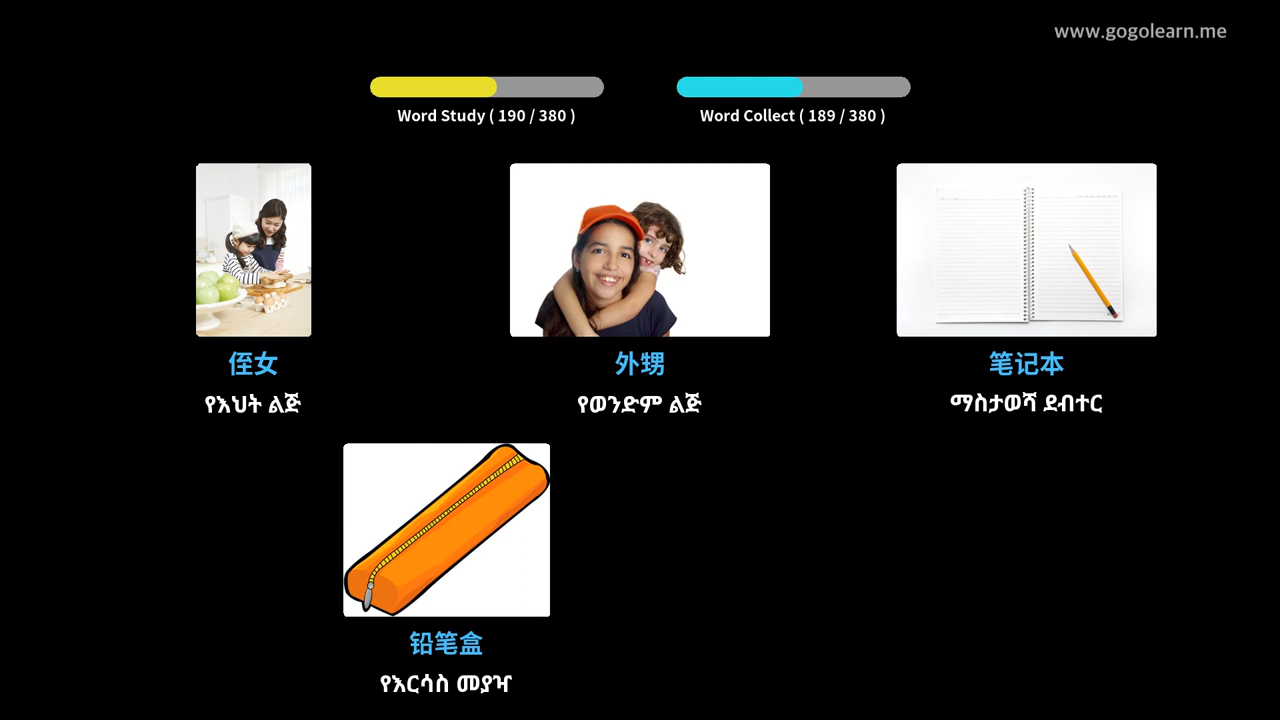 www.gogolearn.me
Word Study ( 190 / 380 )
Word Collect ( 189 / 380 )
侄女
外甥
笔记本
የእህት ልጅ
የወንድም ልጅ
ማስታወሻ ደብተር
铅笔盒
የእርሳስ መያዣ